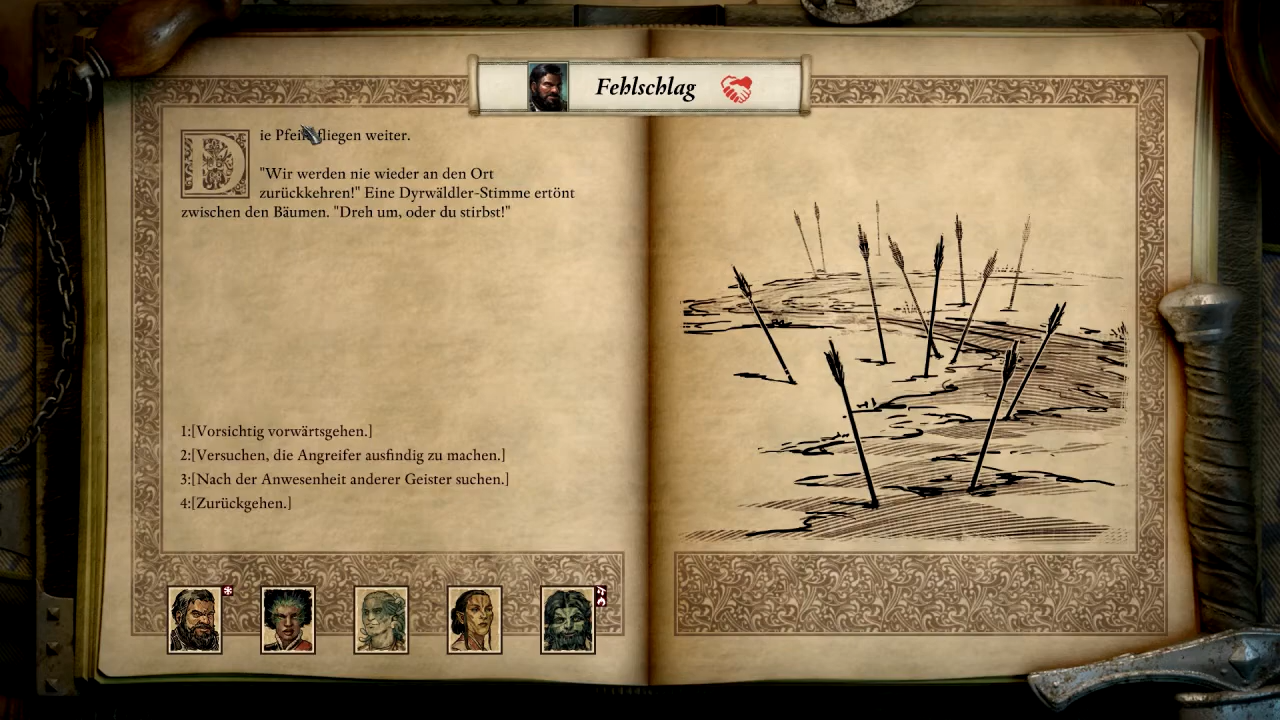 Fehlschlag
Die Pfeile fliegen weiter.
"Wir werden nie wieder an den Ort
zurückkehren!" Eine Dyrwäldler-Stimme ertönt
zwischen den Bäumen. "Dreh um, oder du stirbst!"
1:[Vorsichtig vorwärtsgehen.]
2:[Versuchen, die Angreifer ausfindig zu machen.]
3:[Nach der Anwesenheit anderer Geister suchen.]
4:[Zurückgehen.]